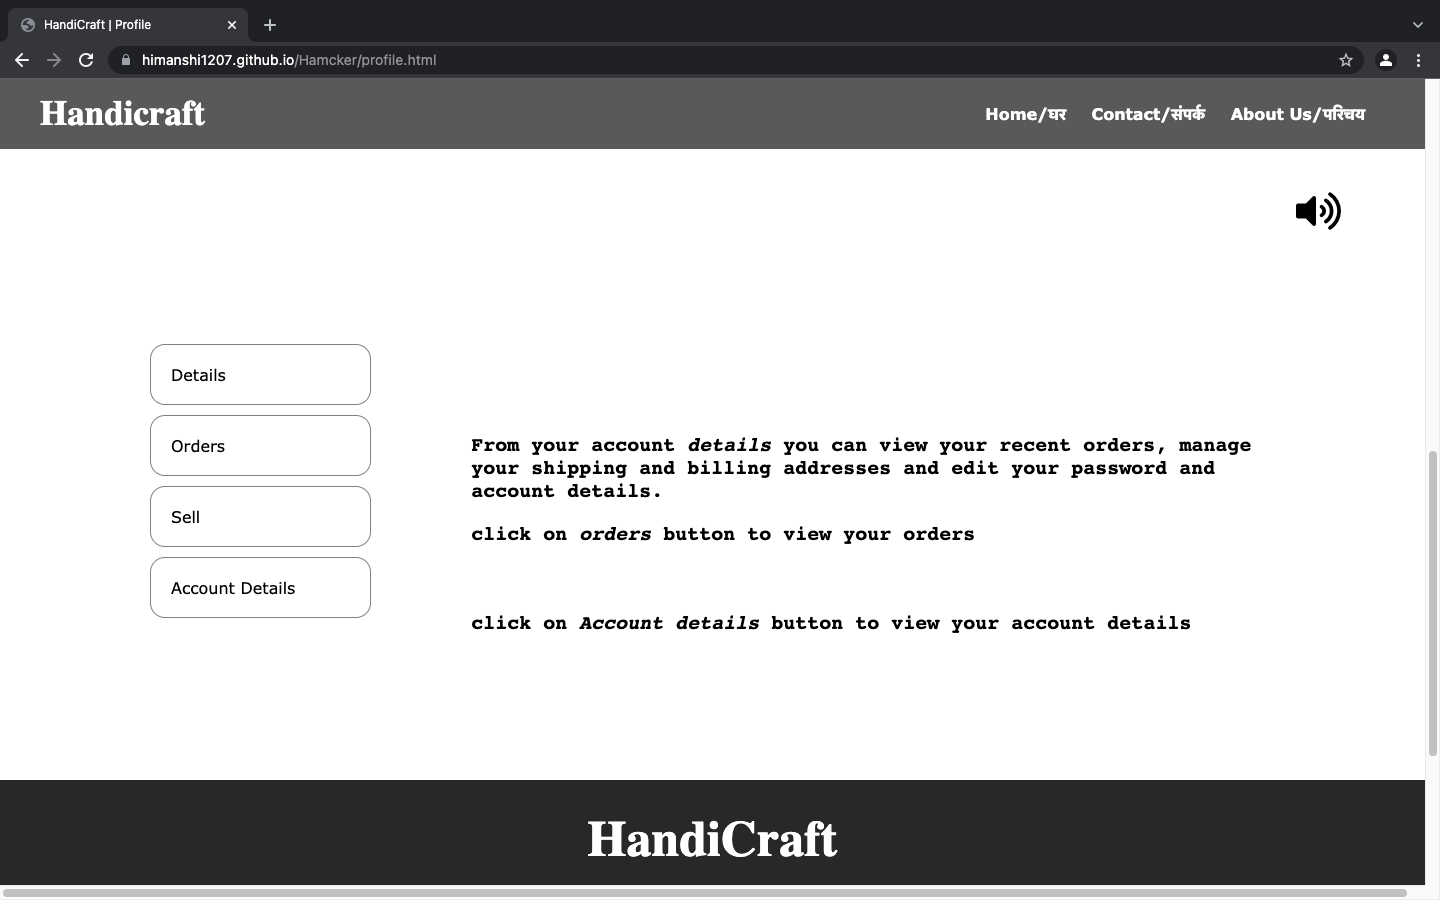 HandiCraft | Profile
himanshi1207.github.io/Hamcker/profile.html
Handicraft
Home/घर Contact/संपर्क About Us/परिचय
Details
Orders
Sell
Account Details
From your account details you can view your recent orders, manage
your shipping and billing addresses and edit your password and
account details.
click on orders button to view your orders
click on Account details button to view your account details
HandiCraft